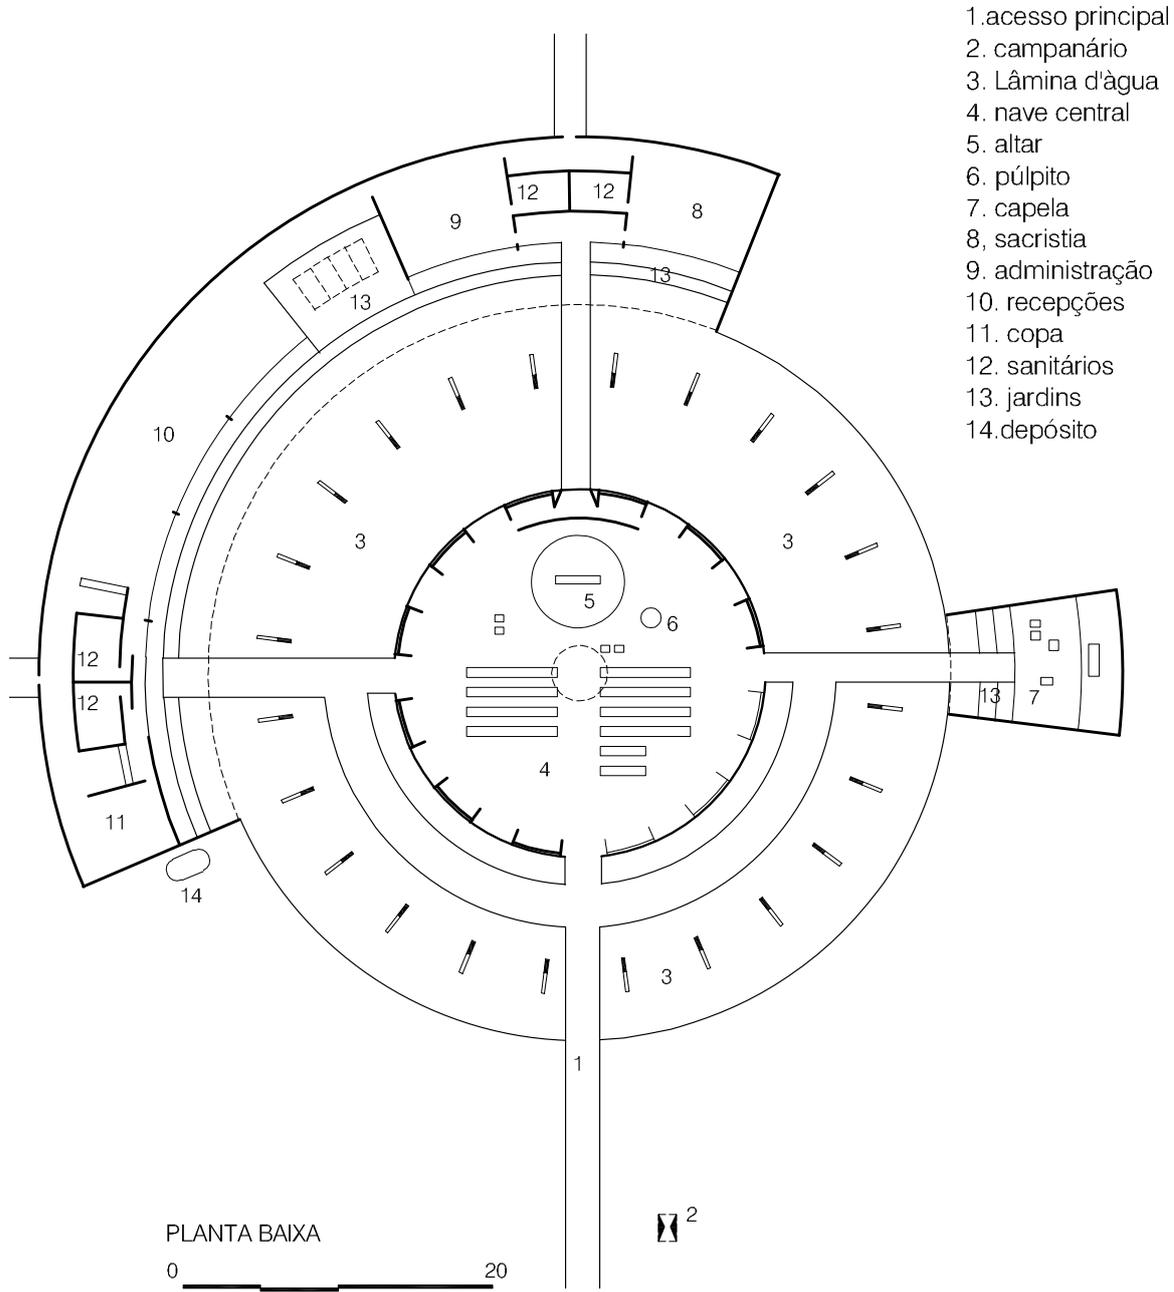 1.acesso principal
2. campanário
3. Lâmina d'àgua
4. nave central
5. altar
6. púlpito
7. capela
8, sacristia
9. administração
10. recepções
11. copa
12. sanitários
13. jardins
14.depósito
12
12
8
9
13
13
10
3
3
5
6
12
12
13
7
4
11
14
3
1
2
PLANTA BAIXA
0 20